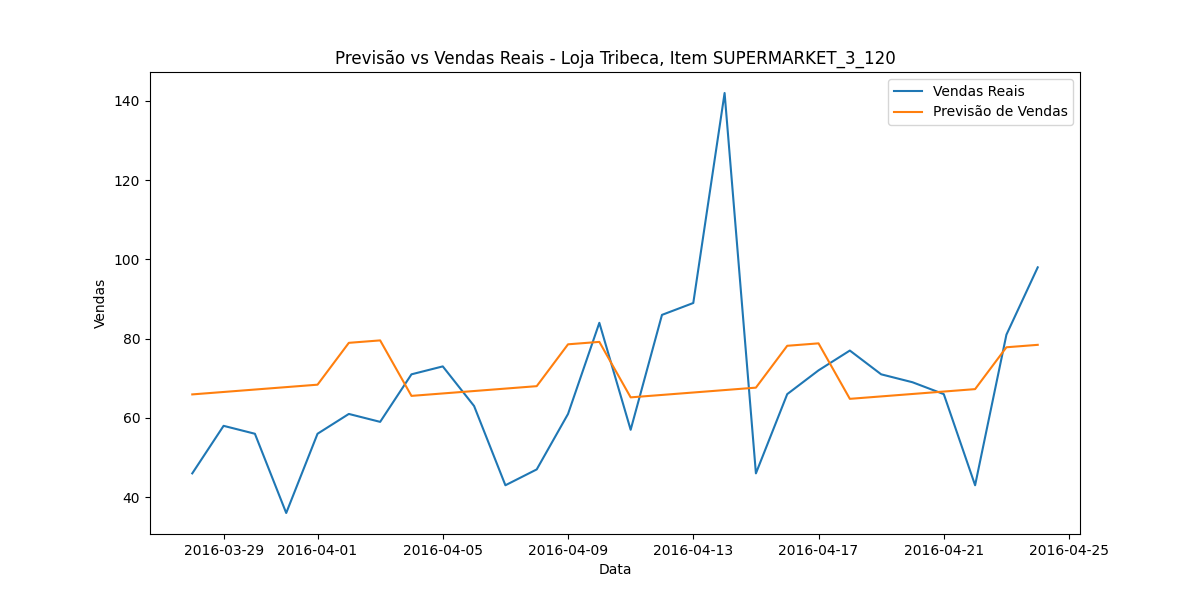 Previsão vs Vendas Reais - Loja Tribeca, Item SUPERMARKET_3_120
Vendas Reais
Previsão de Vendas
Vendas
140
120
100
80
60
40
2016-03-29 2016-04-01 2016-04-05 2016-04-09 2016-04-13 2016-04-17 2016-04-21 2016-04-25
Data